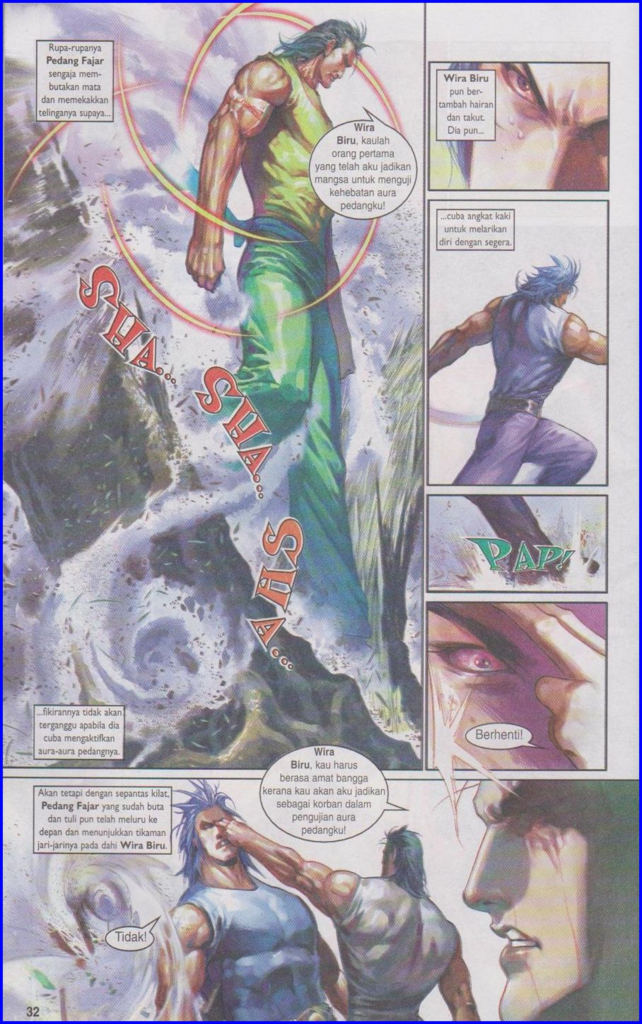 Rupa-rupanya
Pedang Fajar
sengaja mem-
butakan mata
dan memekakkan
telinganya supaya...
Wira
Biru, kaulah
orang pertama
yang telah aku jadikan
mangsa untuk menguji
kehebatan aura
pedangku!
SHA...
SHA...
SHA...
...fikirannya tidak akan
terganggu apabila dia
cuba mengaktifkan
aura-aura pedangnya.
Wira Biru
pun ber-
tambah hairan
dan takut.
Dia pun...
...cuba angkat kaki
untuk melarikan
diri dengan segera.
PAP!
Berhenti!
Akan tetapi dengan sepantas kilat,
Pedang Fajar yang sudah buta
dan tuli pun telah meluru ke
depan dan menunjukkan tikaman
jari-jarinya pada dahi Wira Biru.
Wira
Biru, kau harus
berasa amat bangga
kerana kau akan aku jadikan
sebagai korban dalam
pengujian aura
pedangku!
Tidak!
32